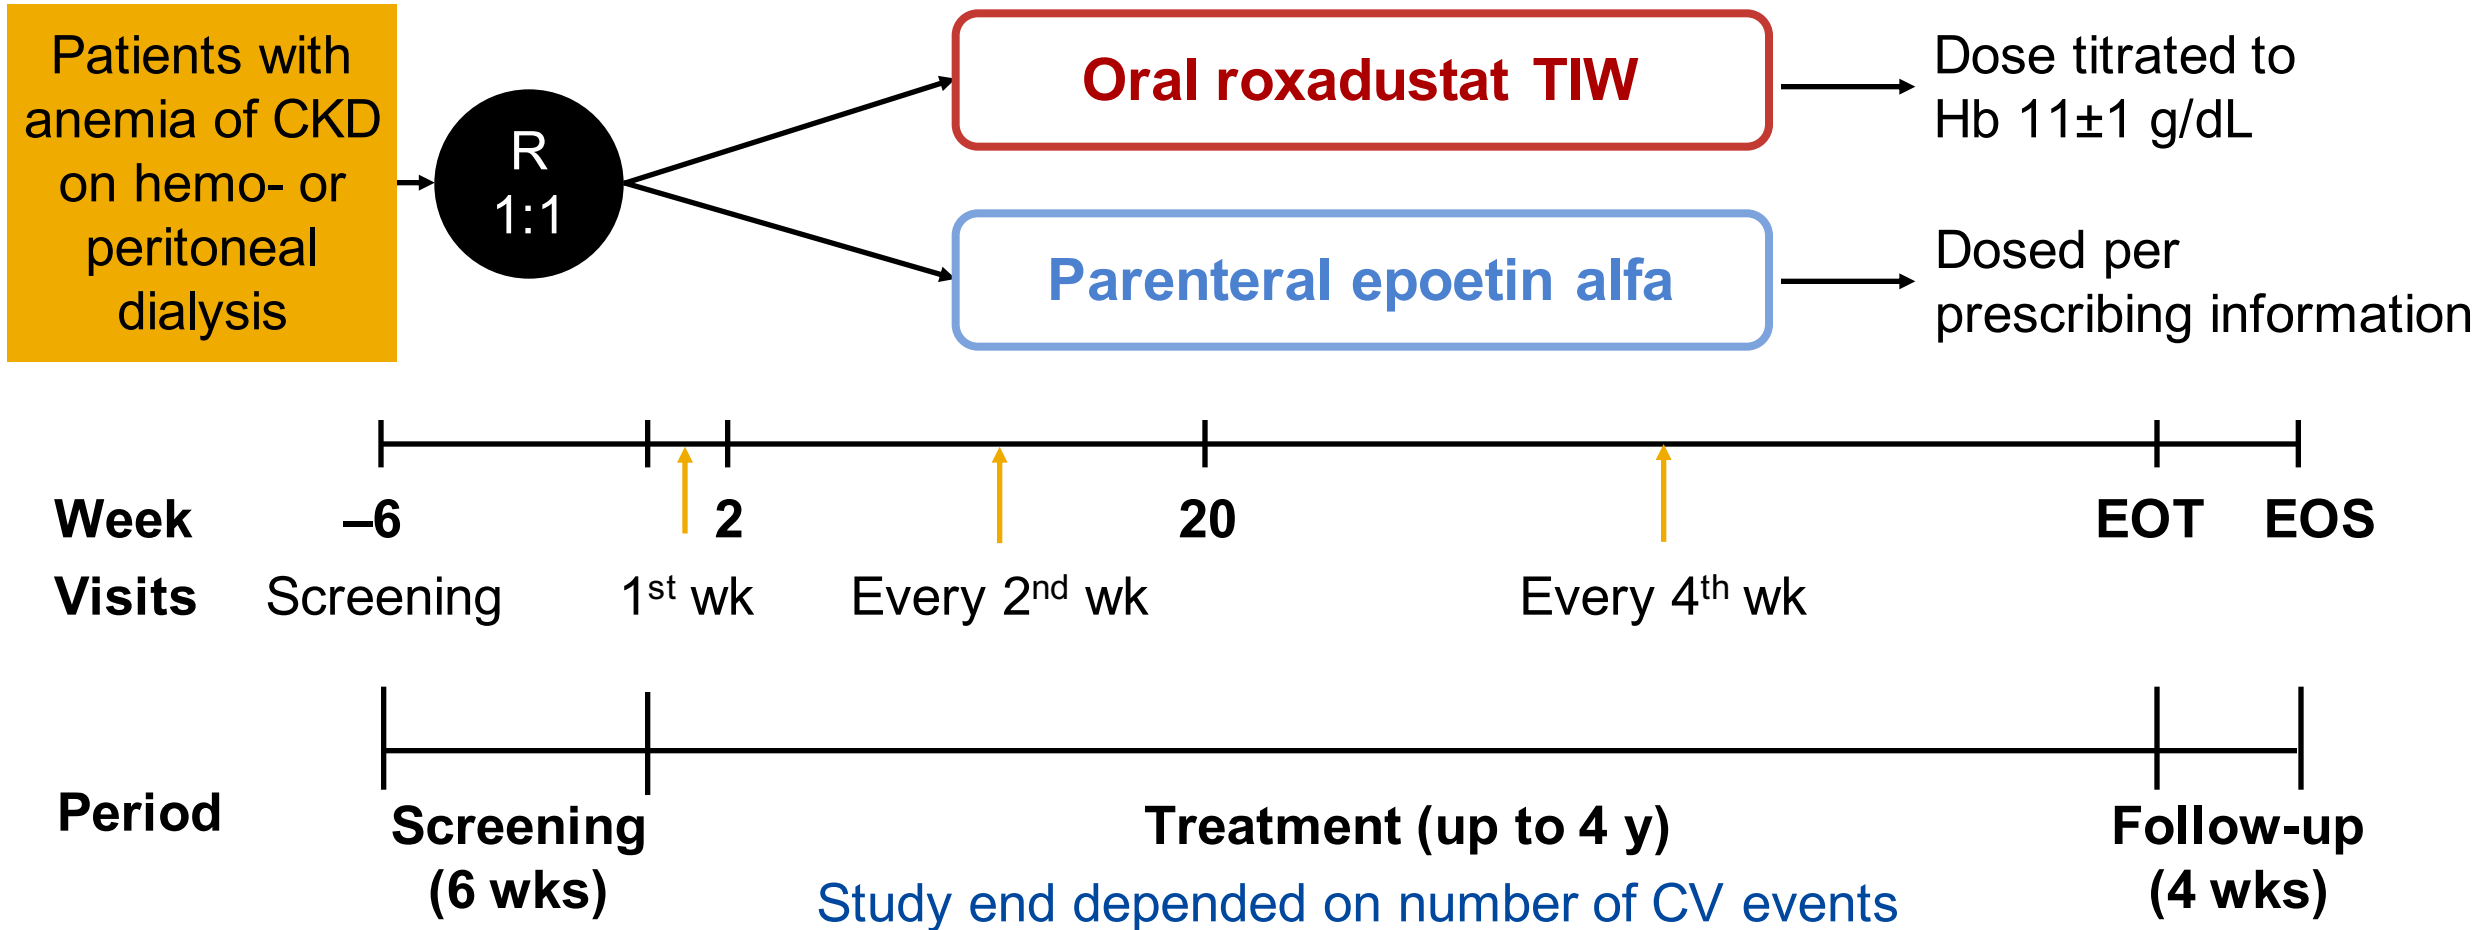 Patients with
anemia of CKD
on hemo- or
peritoneal
dialysis
R
1:1
Oral roxadustat TIW
Dose titrated to
Hb 11±1 g/dL
Parenteral epoetin alfa
Dosed per
prescribing information
Week –6 2 20 EOT EOS
Visits Screening 1st wk Every 2nd wk Every 4th wk
Period
Screening
(6 wks)
Treatment (up to 4 y)
Study end depended on number of CV events
Follow-up
(4 wks)